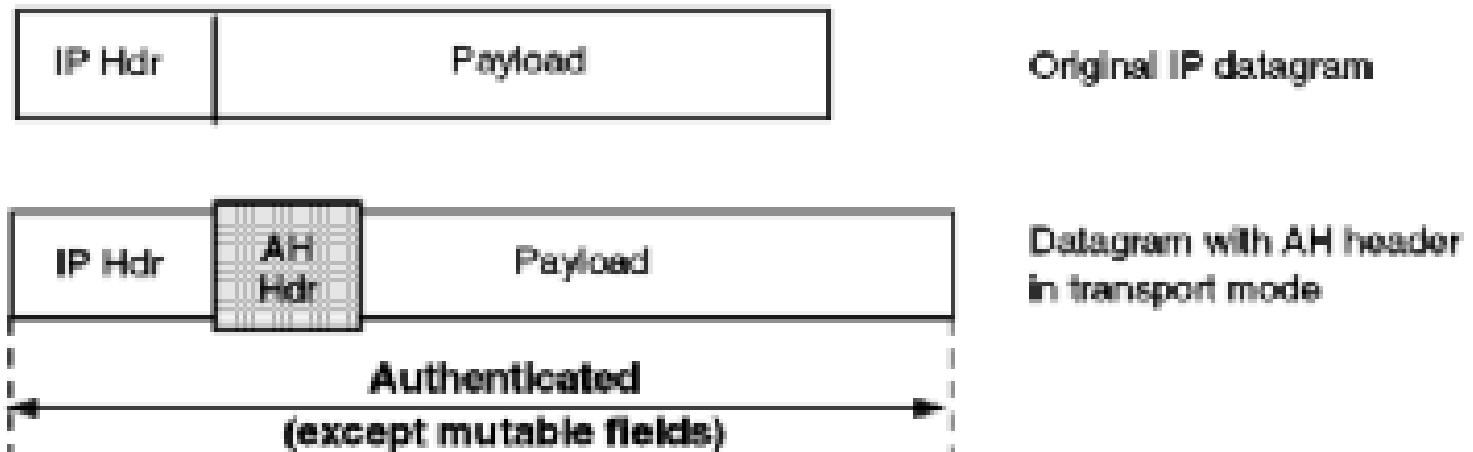 IP Hdr
Payload
Original IP datagram
IP Hdr
AH
Hdr
Payload
Datagram with AH header
in transport mode
Authenticated
(except mutable fields)